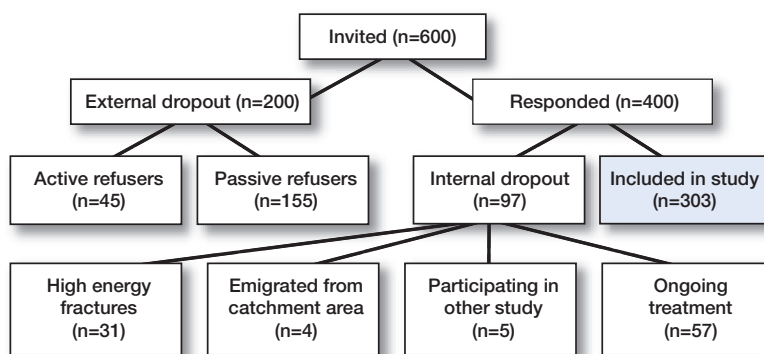 Invited (n=600)
External dropout (n=200)
Responded (n=400)
Active refusers
(n=45)
Passive refusers
(n=155)
Internal dropout
(n=97)
Included in study
(n=303)
High energy
fractures
(n=31)
Emigrated from
catchment area
(n=4)
Participating in
other study
(n=5)
Ongoing
treatment
(n=57)